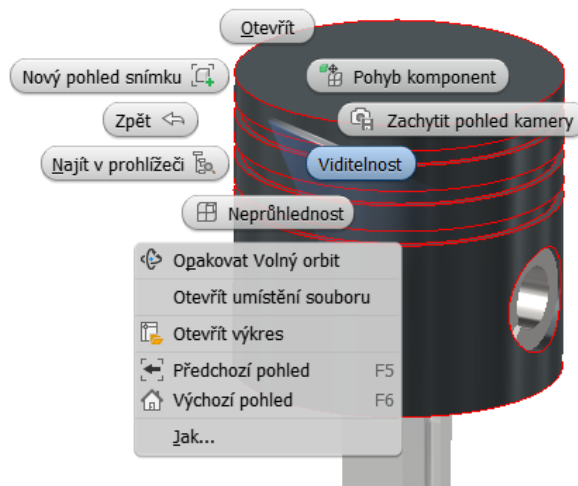 Otevřít
Nový pohled snímku
Pohyb komponent
Zpět
Zachytit pohled kamery
Najít v prohlížeči
Viditelnost
Neprůhlednost
Opakovat Volný orbit
Otevřít umístění souboru
Otevřít výkres
Předchozí pohled F5
Výchozí pohled F6
Jak...